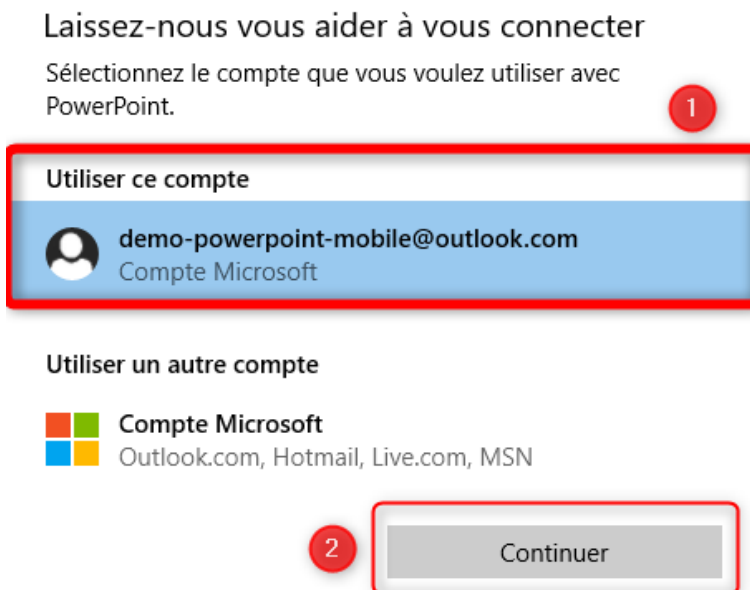 Laissez-nous vous aider à vous connecter
Sélectionnez le compte que vous voulez utiliser avec
PowerPoint.
1
Utiliser ce compte
demo-powerpoint-mobile@outlook.com
Compte Microsoft
Utiliser un autre compte
Compte Microsoft
Outlook.com, Hotmail, Live.com, MSN
2
Continuer